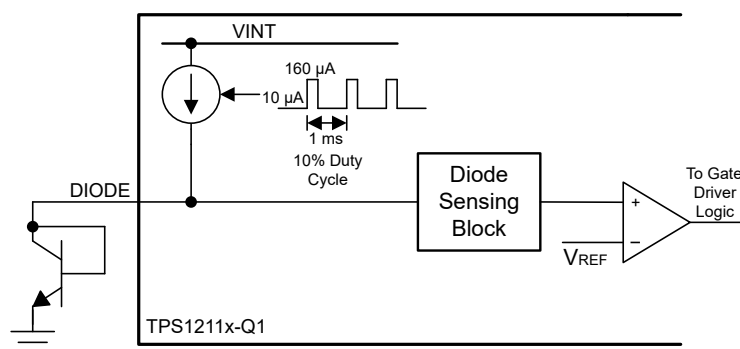 VINT
160 µA
10 µA
1 ms
10% Duty
Cycle
DIODE
Diode
Sensing
Block
To Gate
Driver
Logic
+
−
VREF
TPS1211x-Q1